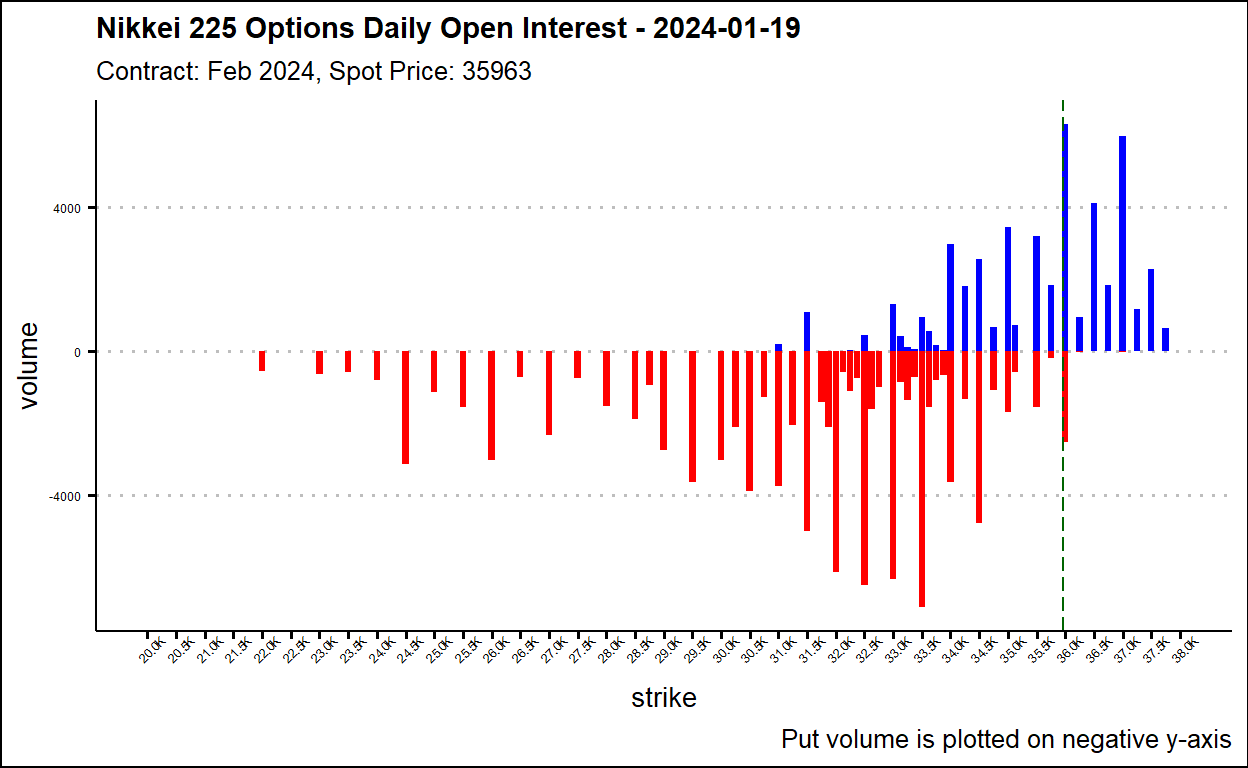 Nikkei 225 Options Daily Open Interest - 2024-01-19
Contract: Feb 2024, Spot Price: 35963
volume
4000
0
-4000
20.0K 20.5K 21.0K 21.5K 22.0K 22.5K 23.0K 23.5K 24.0K 24.5K 25.0K 25.5K 26.0K 26.5K 27.0K 27.5K 28.0K 28.5K 29.0K 29.5K 30.0K 30.5K 31.0K 31.5K 32.0K 32.5K 33.0K 33.5K 34.0K 34.5K 35.0K 35.5K 36.0K 36.5K 37.0K 37.5K 38.0K
strike
Put volume is plotted on negative y-axis